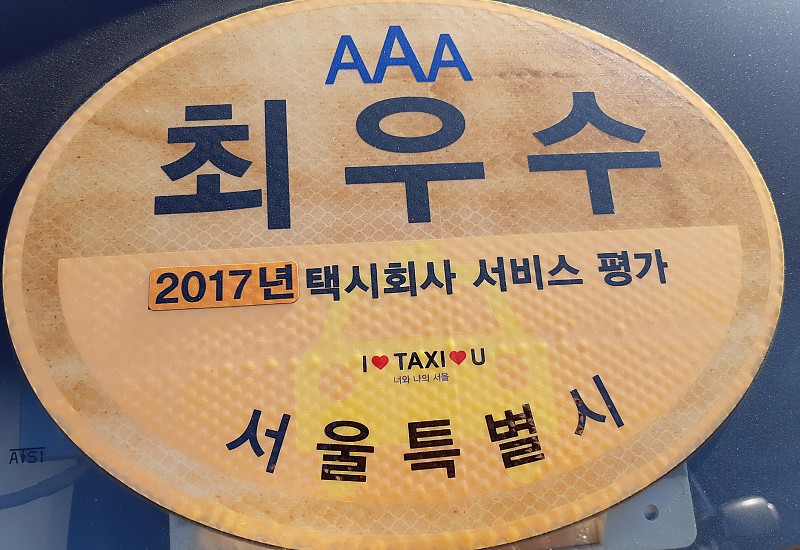 AAA
최우수
2017년 택시회사 서비스 평가
I♥TAXI♥U
너와 나의 서울
서울특별시
A151